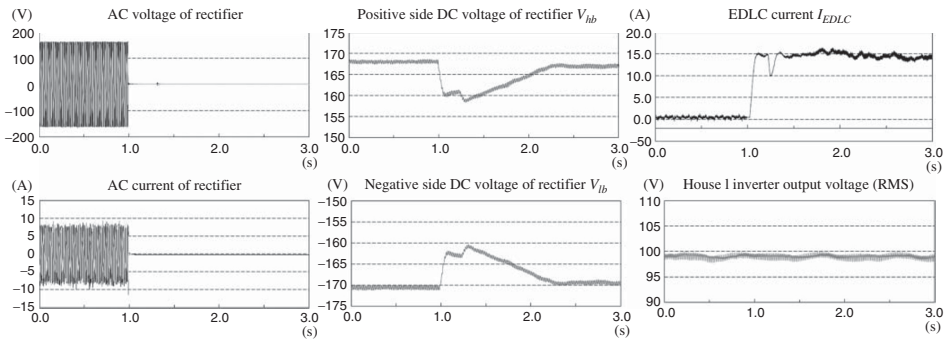 (V) AC voltage of rectifier
200
100
0
−100
−200
0.0 1.0 2.0 3.0
(s)
Positive side DC voltage of rectifier Vhb
175
170
165
160
155
150
0.0 1.0 2.0 3.0
(s)
(A) EDLC current IEDLC
20.0
15.0
10.0
5.0
0.0
−50
0.0 1.0 2.0 3.0
(s)
(A) AC current of rectifier
15
10
5
0
−5
−10
−15
0.0 1.0 2.0 3.0
(s)
(V) Negative side DC voltage of rectifier Vlb
−150
−155
−160
−165
−170
−175
0.0 1.0 2.0 3.0
(s)
(V) House l inverter output voltage (RMS)
110
105
100
95
90
0.0 1.0 2.0 3.0
(s)